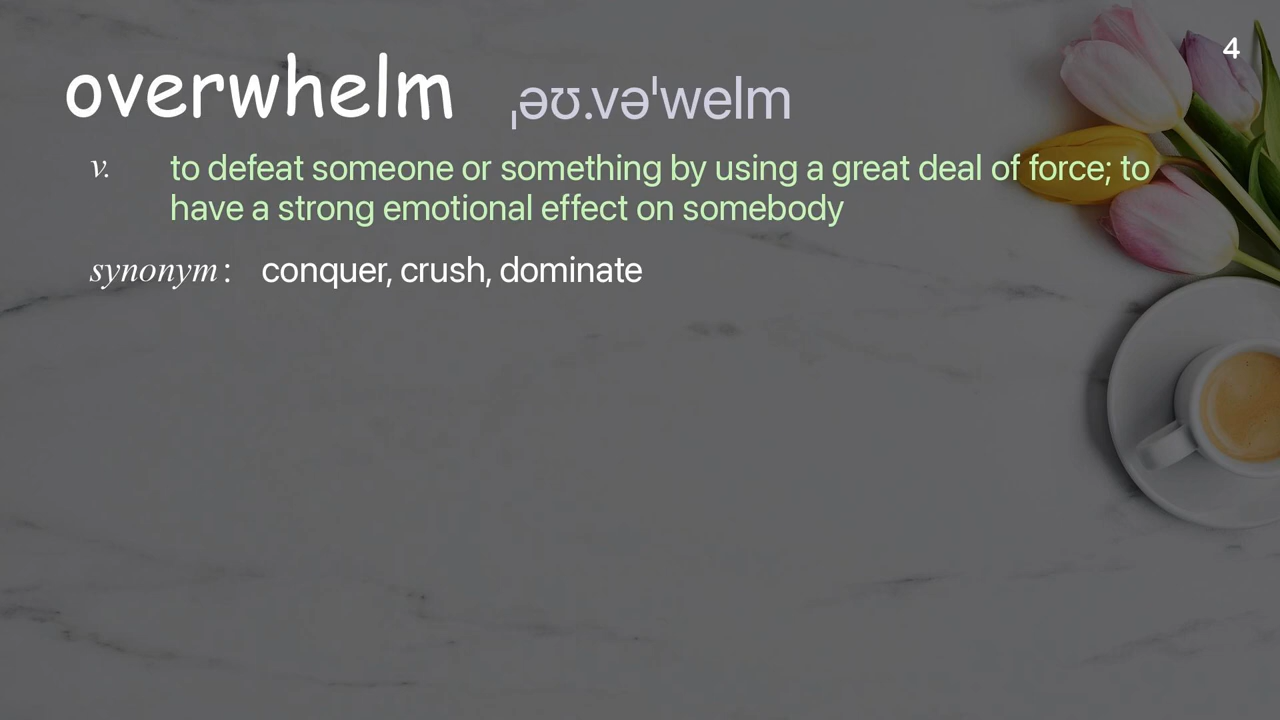 4
overwhelm ˌəʊ.vəˈwelm
v. to defeat someone or something by using a great deal of force; to
have a strong emotional effect on somebody
synonym : conquer, crush, dominate